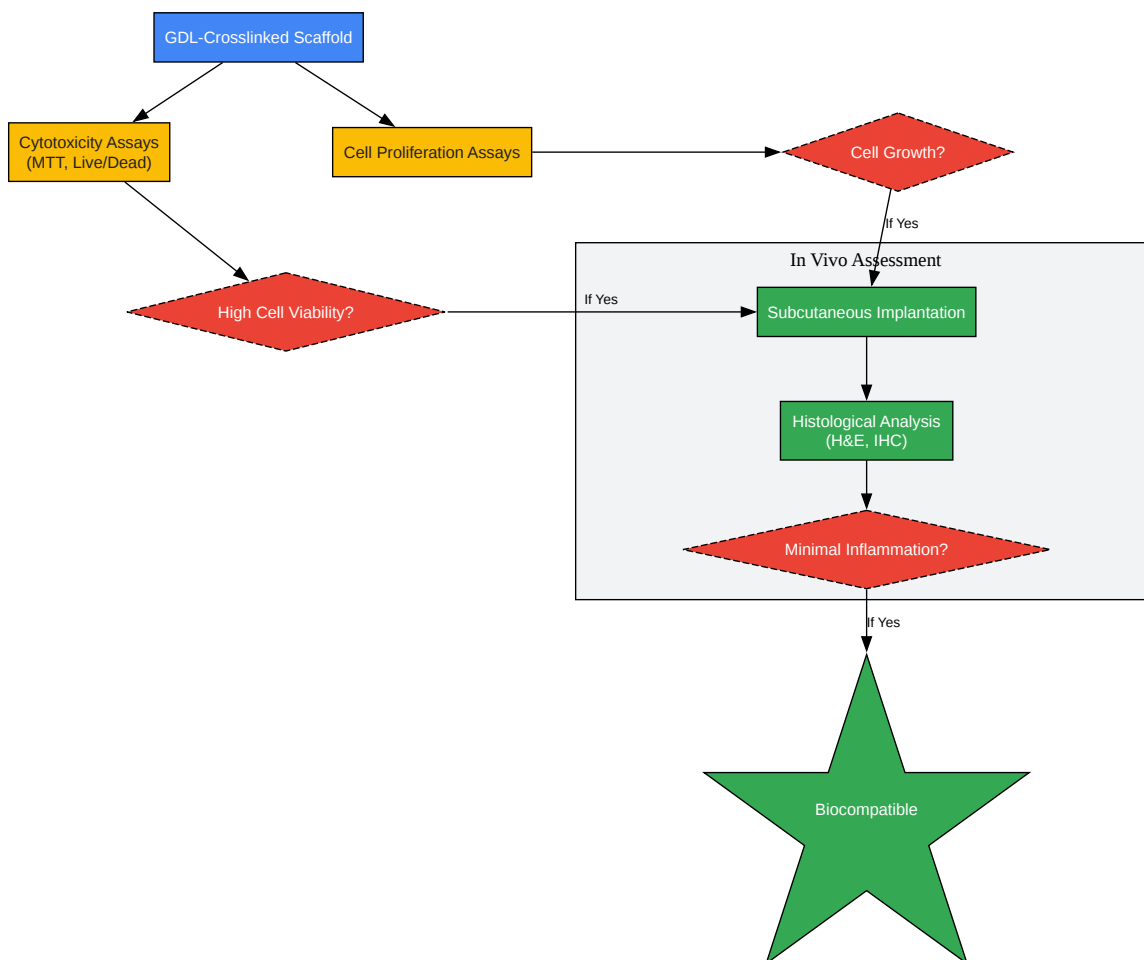 GDL-Crosslinked Scaffold
Cytotoxicity Assays
(MTT, Live/Dead)
Cell Proliferation Assays
Cell Growth?
If Yes
In Vivo Assessment
High Cell Viability?
If Yes
Subcutaneous Implantation
Histological Analysis
(H&E, IHC)
Minimal Inflammation?
If Yes
Biocompatible